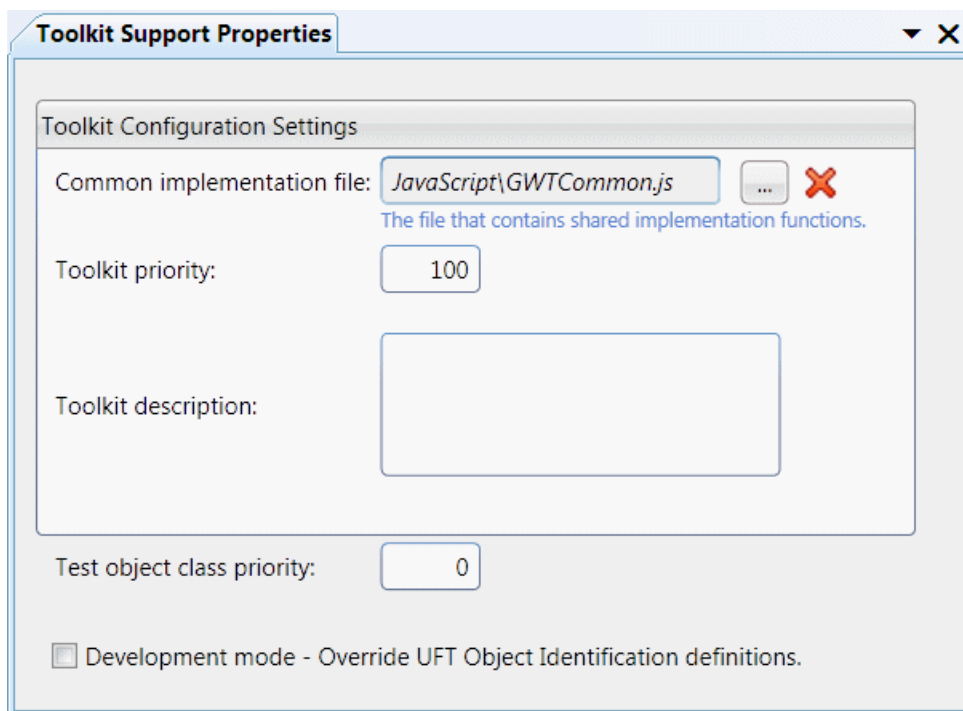 Toolkit Support Properties
Toolkit Configuration Settings
Common implementation file: JavaScript\GWTCommon.js ...
The file that contains shared implementation functions.
Toolkit priority: 100
Toolkit description:
Test object class priority: 0
Development mode - Override UFT Object Identification definitions.